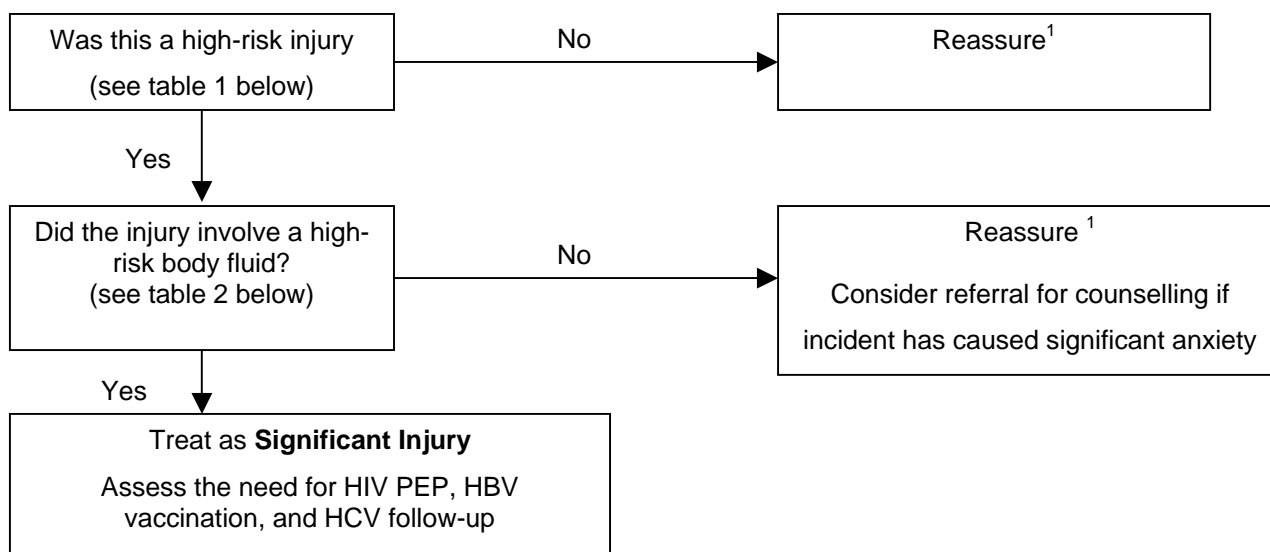 Was this a high-risk injury
(see table 1 below)
No
Reassure1
Yes
Did the injury involve a high-
risk body fluid?
(see table 2 below)
No
Reassure 1
Consider referral for counselling if
incident has caused significant anxiety
Yes
Treat as Significant Injury
Assess the need for HIV PEP, HBV
vaccination, and HCV follow-up